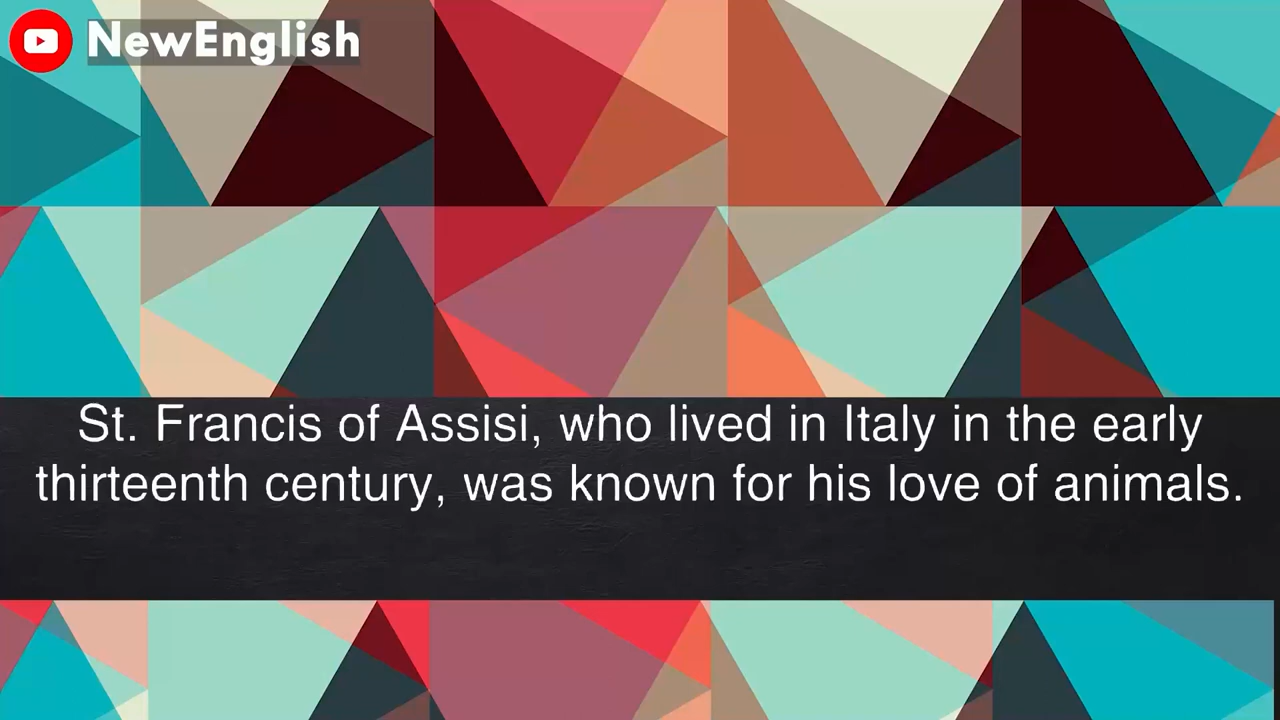 NewEnglish
St. Francis of Assisi, who lived in Italy in the early
thirteenth century, was known for his love of animals.